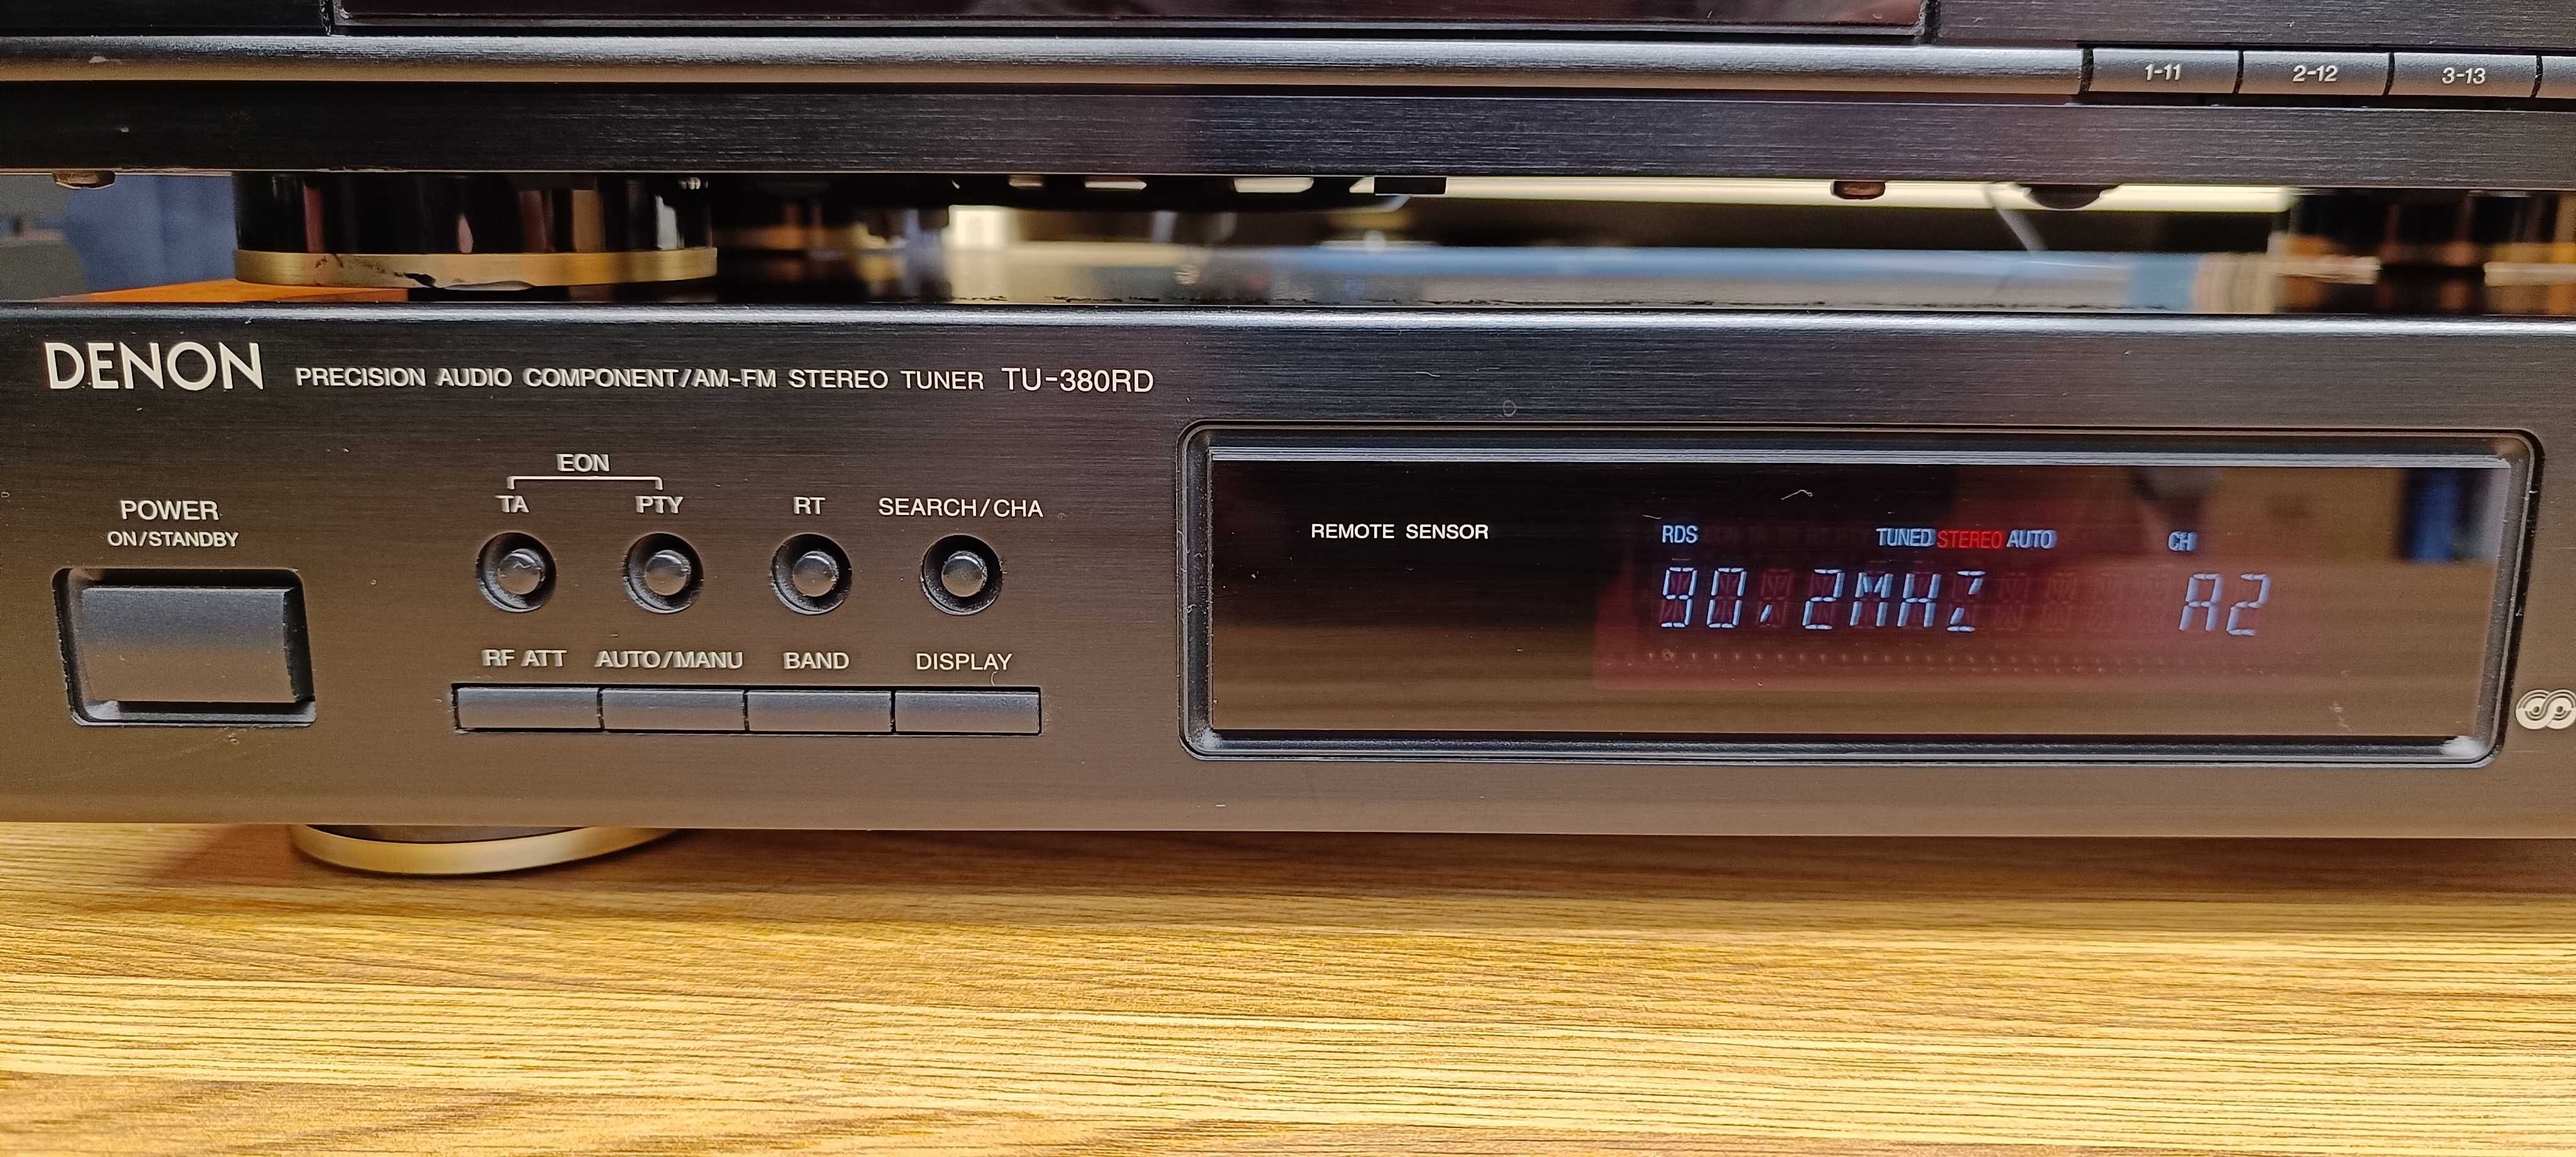 1-11 2-12 3-13
DENON PRECISION AUDIO COMPONENT/AM-FM STEREO TUNER TU-380RD
EON
TA PTY RT SEARCH/CHA
POWER
ON/STANDBY
RF ATT AUTO/MANU BAND DISPLAY
REMOTE SENSOR
RDS TUNED STEREO AUTO CH
90.2MHZ A2